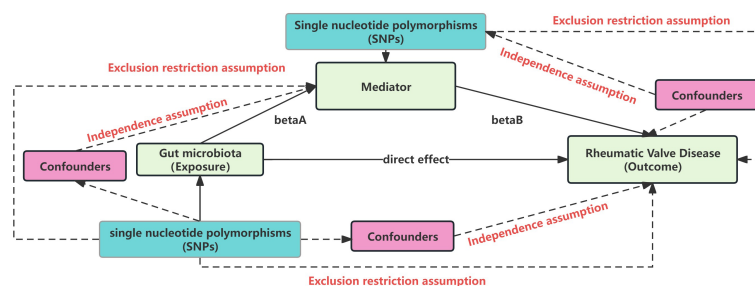 Single nucleotide polymorphisms
(SNPs)
Exclusion restriction assumption
Exclusion restriction assumption
Independence assumption
Mediator
Confounders
Independence assumption
betaA
betaB
Confounders
Gut microbiota
(Exposure)
direct effect
Rheumatic Valve Disease
(Outcome)
single nucleotide polymorphisms
(SNPs)
Confounders
Independence assumption
Exclusion restriction assumption